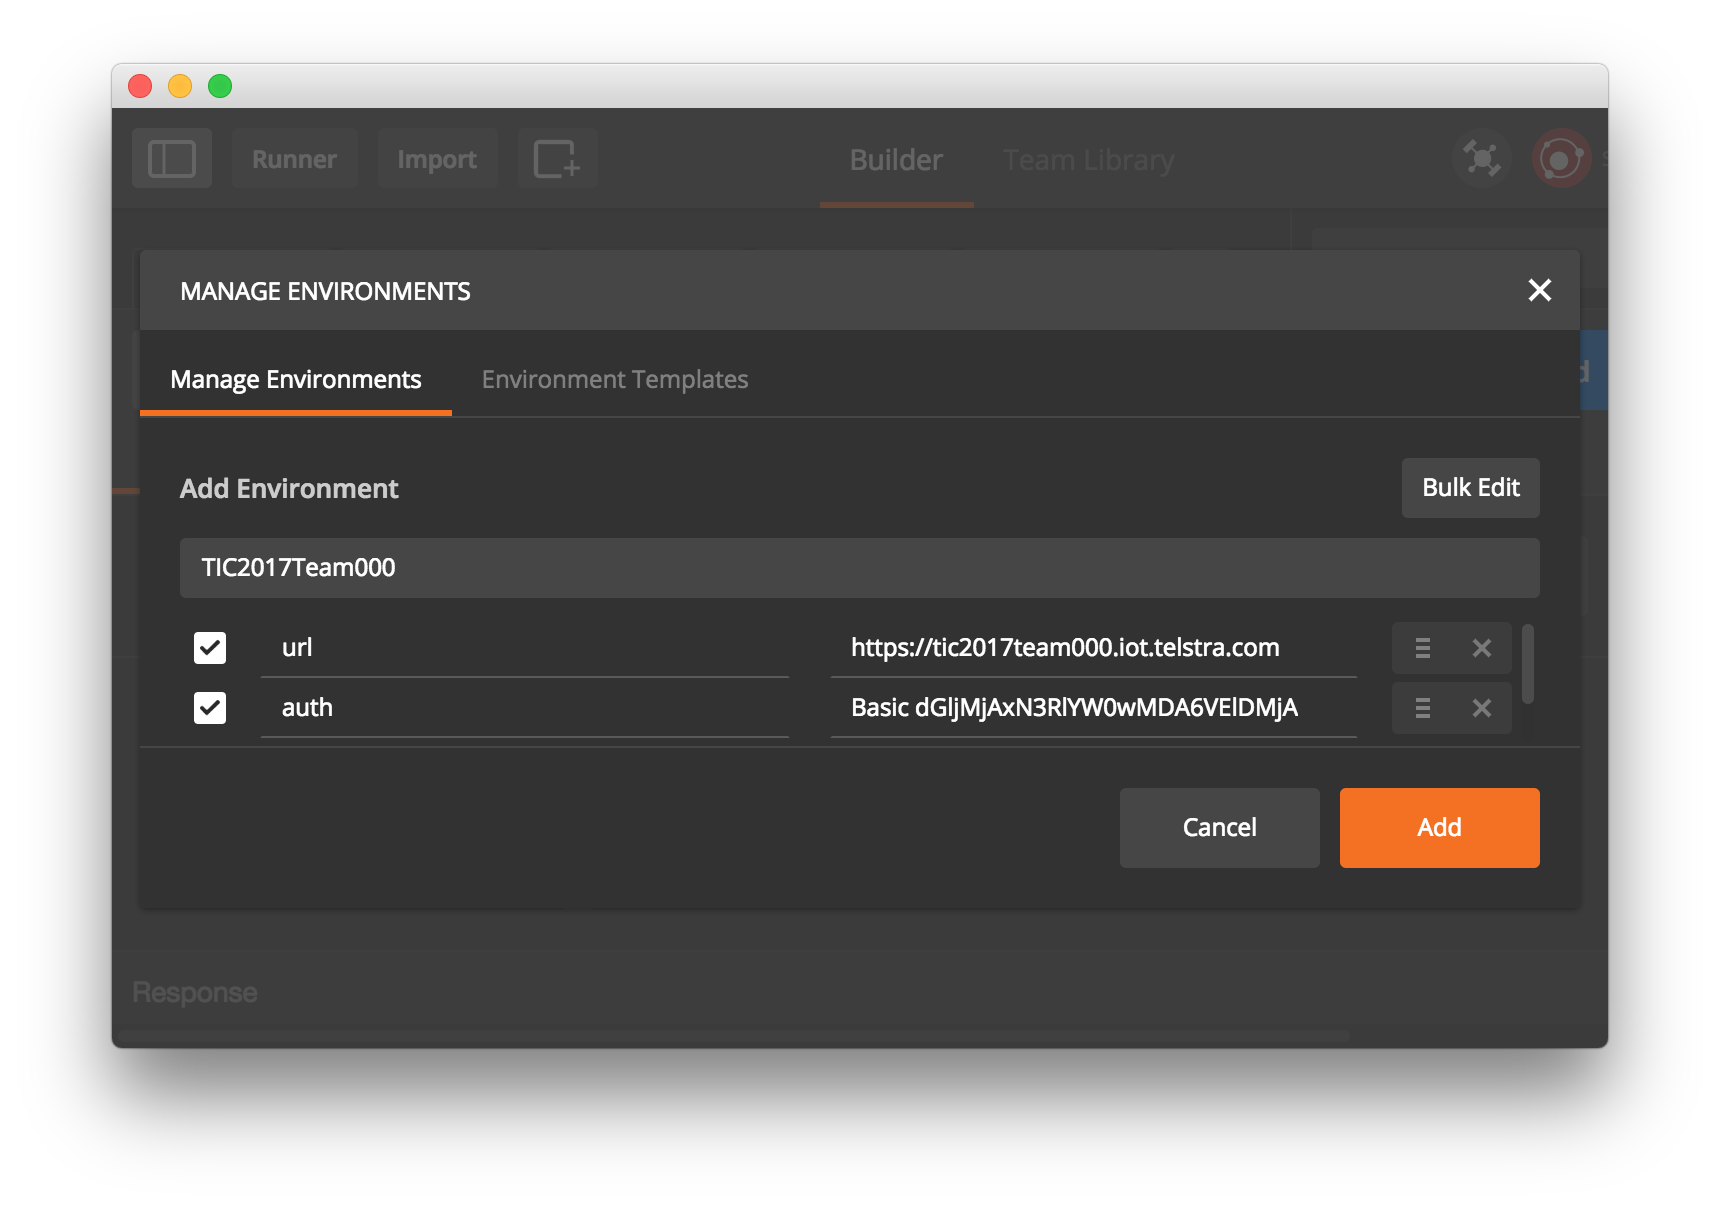 Runner Import Builder Team Library
MANAGE ENVIRONMENTS
Manage Environments Environment Templates
Add Environment Bulk Edit
TIC2017Team000
url https://tic2017team000.iot.telstra.com
auth Basic dGljMjAxN3RlYW0wMDA6VElDMjA
Cancel Add
Response